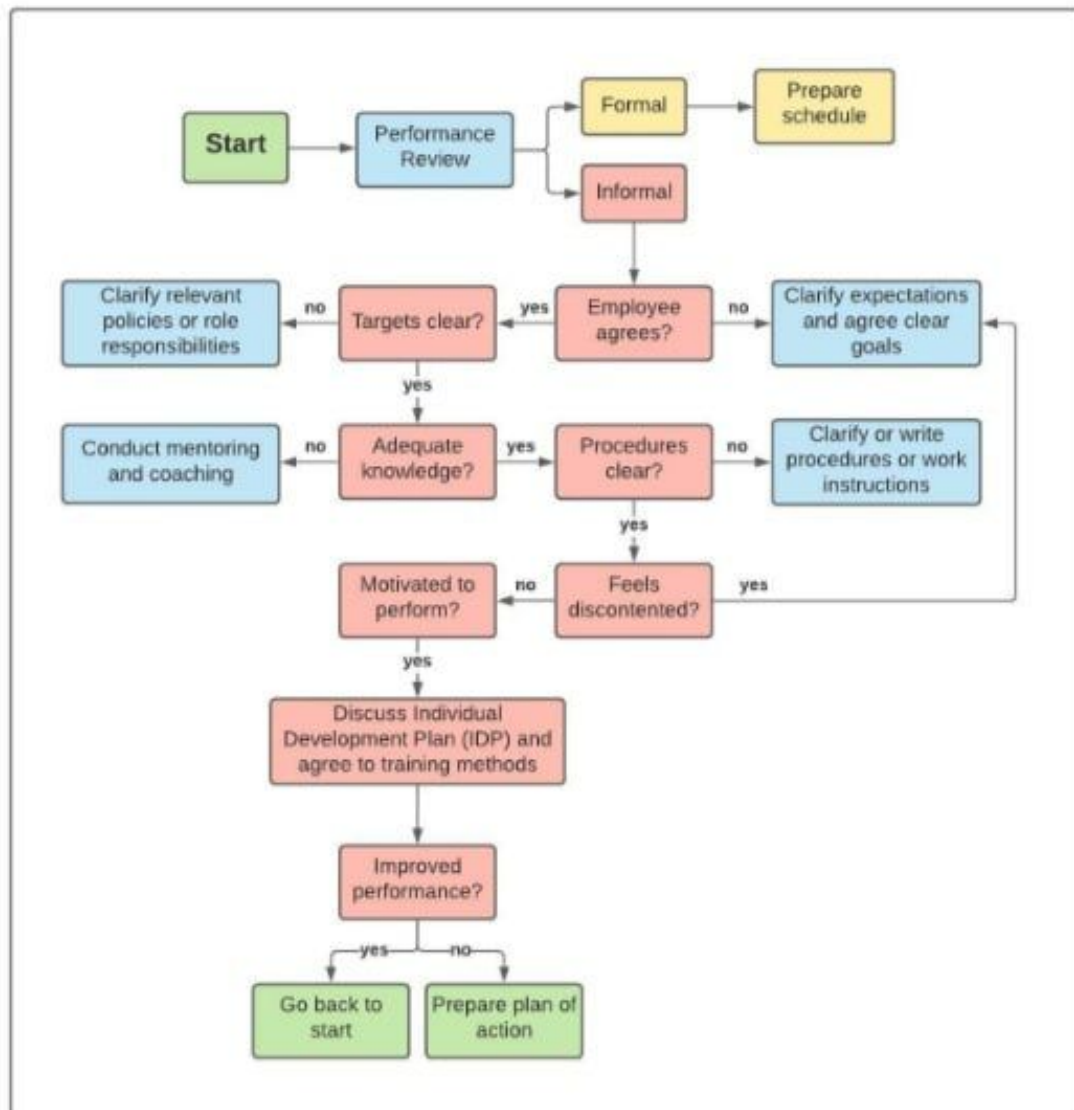 Start
Performance
Review
Formal
Prepare
schedule
Informal
Clarify relevant
policies or role
responsibilities
no
Targets clear?
yes
Employee
agrees?
no
Clarify expectations
and agree clear
goals
yes
Conduct mentoring
and coaching
no
Adequate
knowledge?
yes
Procedures
clear?
no
Clarify or write
procedures or work
instructions
yes
Motivated to
perform?
no
Feels
discontented?
yes
yes
Discuss Individual
Development Plan (IDP) and
agree to training methods
Improved
performance?
yes
no
Go back to
start
Prepare plan of
action